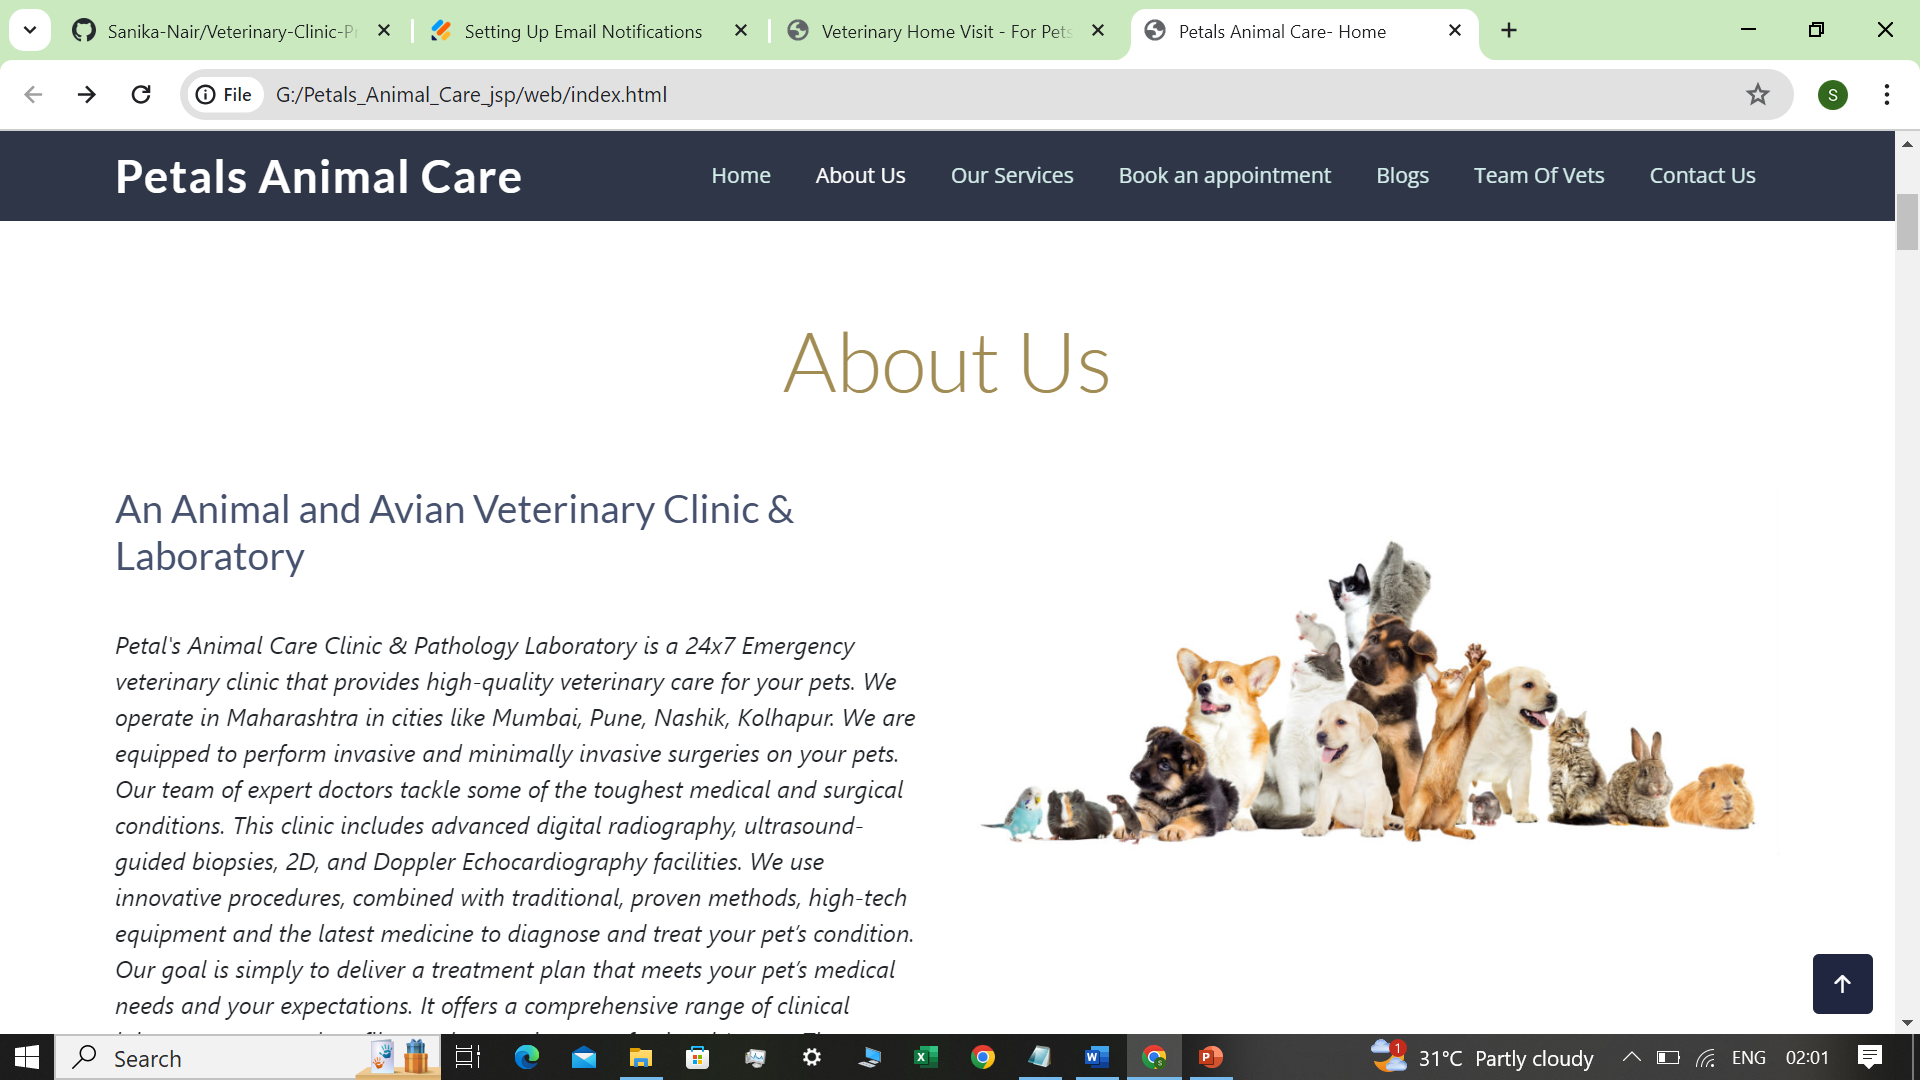 Sanika-Nair/Veterinary-Clinic-P
Setting Up Email Notifications
Veterinary Home Visit - For Pets
Petals Animal Care- Home
File
G:/Petals_Animal_Care_jsp/web/index.html
S
Petals Animal Care
Home
About Us
Our Services
Book an appointment
Blogs
Team Of Vets
Contact Us
About Us
An Animal and Avian Veterinary Clinic &
Laboratory
Petal's Animal Care Clinic & Pathology Laboratory is a 24x7 Emergency
veterinary clinic that provides high-quality veterinary care for your pets. We
operate in Maharashtra in cities like Mumbai, Pune, Nashik, Kolhapur. We are
equipped to perform invasive and minimally invasive surgeries on your pets.
Our team of expert doctors tackle some of the toughest medical and surgical
conditions. This clinic includes advanced digital radiography, ultrasound-
guided biopsies, 2D, and Doppler Echocardiography facilities. We use
innovative procedures, combined with traditional, proven methods, high-tech
equipment and the latest medicine to diagnose and treat your pet’s condition.
Our goal is simply to deliver a treatment plan that meets your pet’s medical
needs and your expectations. It offers a comprehensive range of clinical
Search
1
31°C Partly cloudy
ENG
02:01